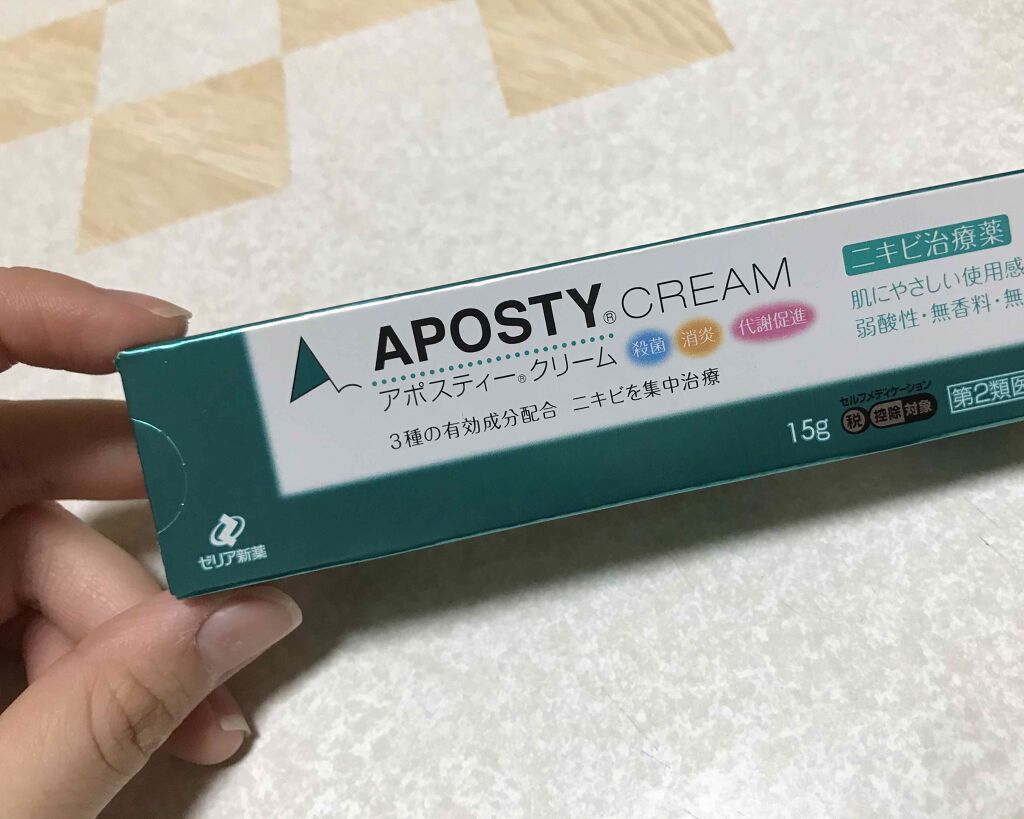 APOSTY® CREAM
アポスティー®クリーム
殺菌 消炎 代謝促進
3種の有効成分配合 ニキビを集中治療
ニキビ治療薬
肌にやさしい使用感
弱酸性・無香料・無
15g
セルフメディケーション
税 控除 対象
第2類医
ゼリア新薬